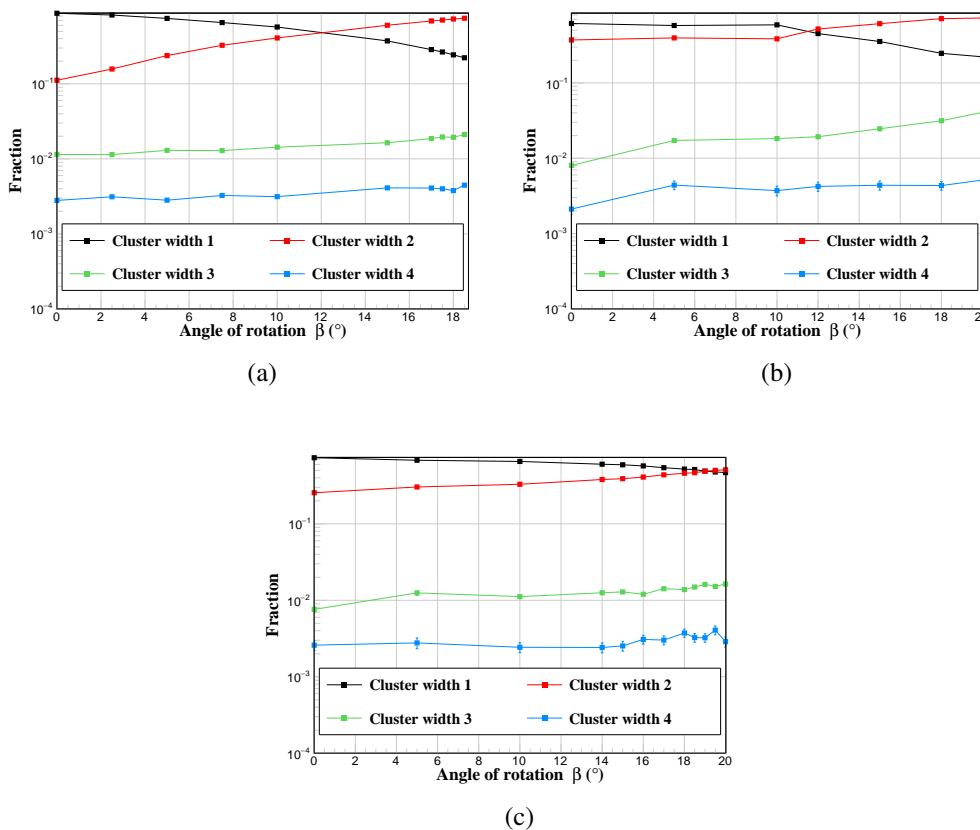 Fraction
10⁻¹
10⁻²
10⁻³
10⁻⁴
Cluster width 1 Cluster width 2
Cluster width 3 Cluster width 4
0 2 4 6 8 10 12 14 16 18
Angle of rotation β (°)
(a)
Fraction
10⁻¹
10⁻²
10⁻³
10⁻⁴
Cluster width 1 Cluster width 2
Cluster width 3 Cluster width 4
0 2 4 6 8 10 12 14 16 18 20
Angle of rotation β (°)
(b)
Fraction
10⁻¹
10⁻²
10⁻³
10⁻⁴
Cluster width 1 Cluster width 2
Cluster width 3 Cluster width 4
0 2 4 6 8 10 12 14 16 18 20
Angle of rotation β (°)
(c)